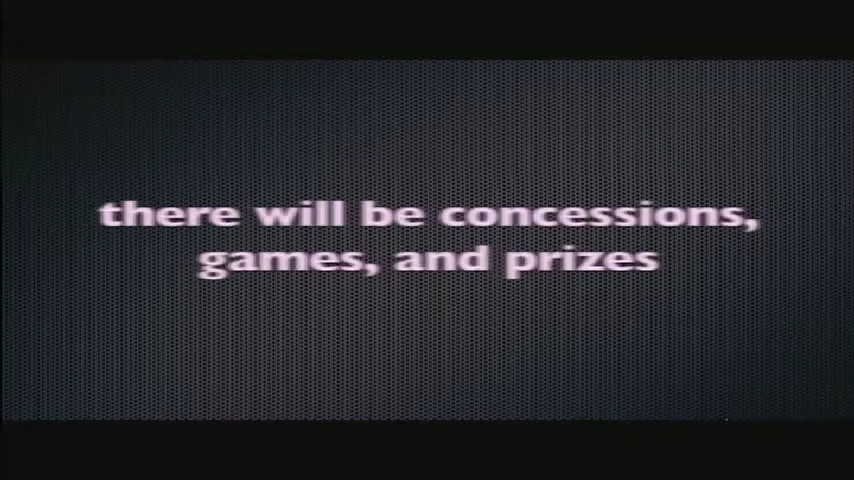 there will be concessions,
games, and prizes